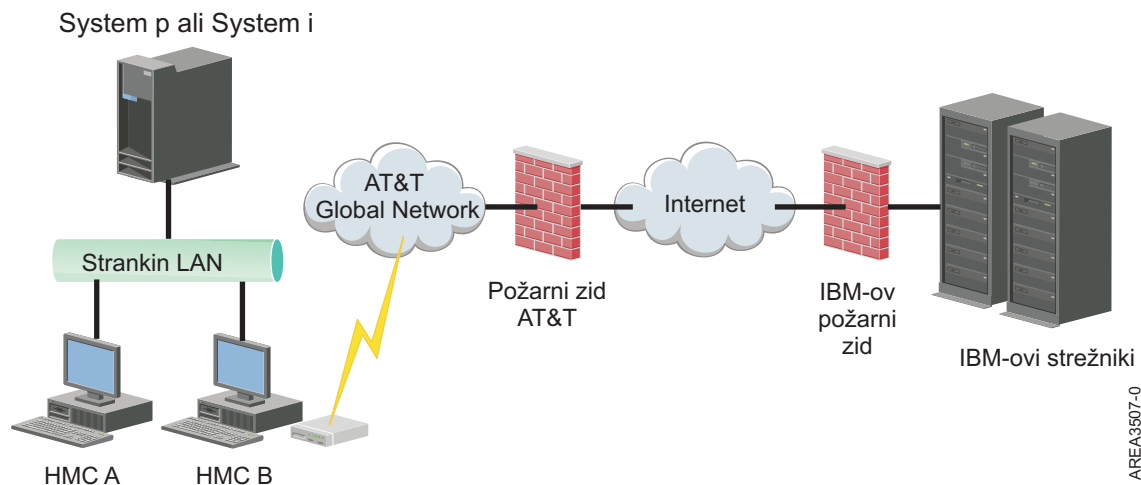 System p ali System i
AT&T
Global Network
Internet
Strankin LAN
Požarni zid
AT&T
IBM-ov
požarni
zid
IBM-ovi strežniki
HMC A
HMC B
AREA3507-0